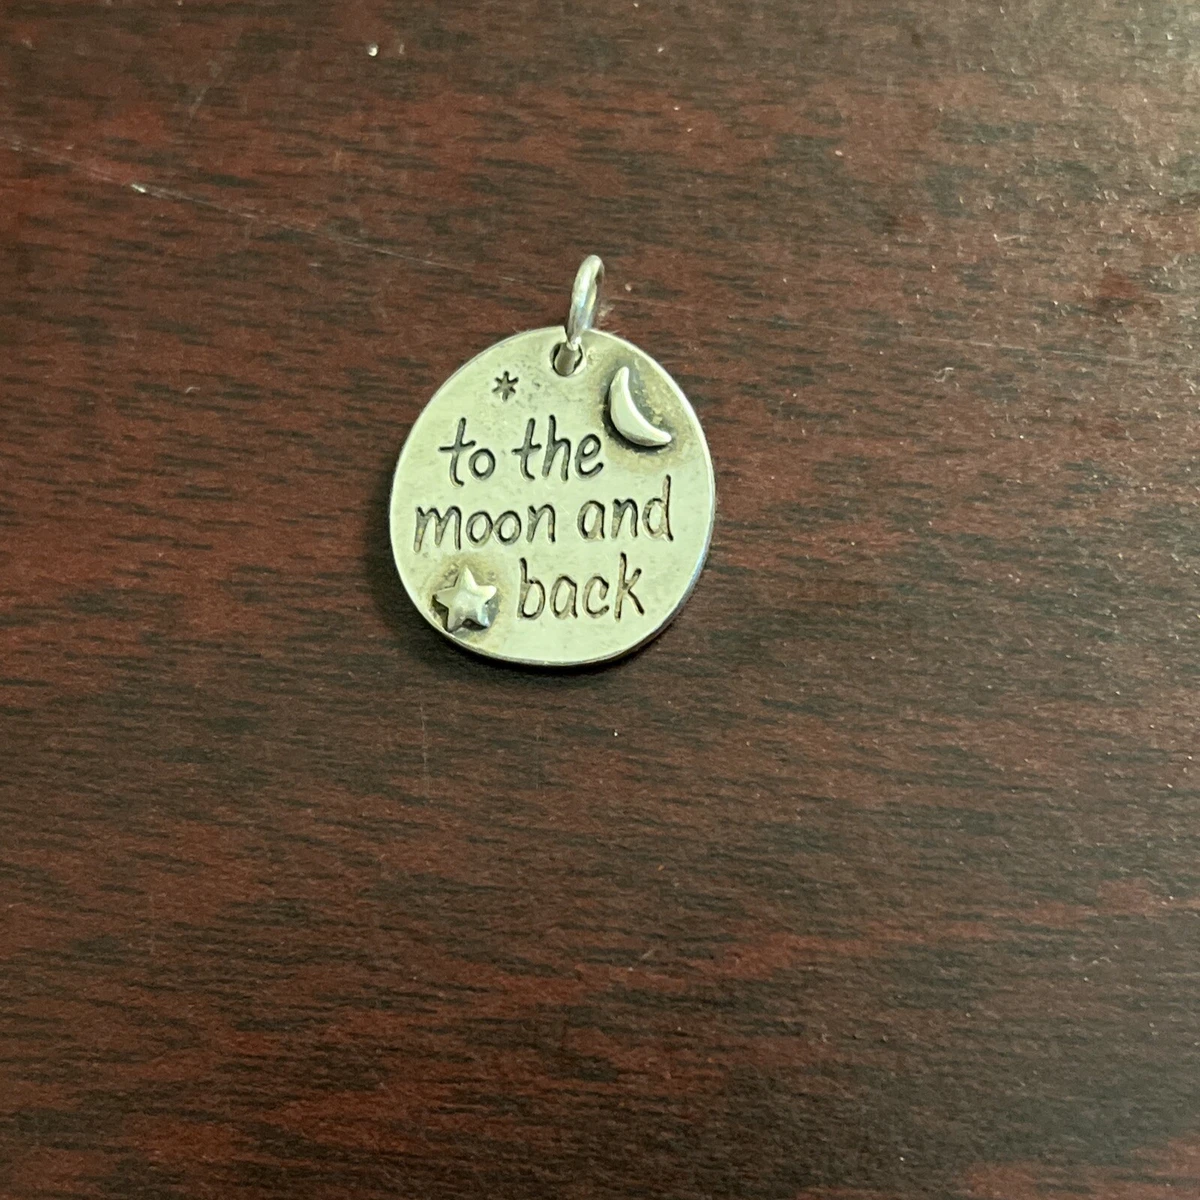 to the
moon and
back